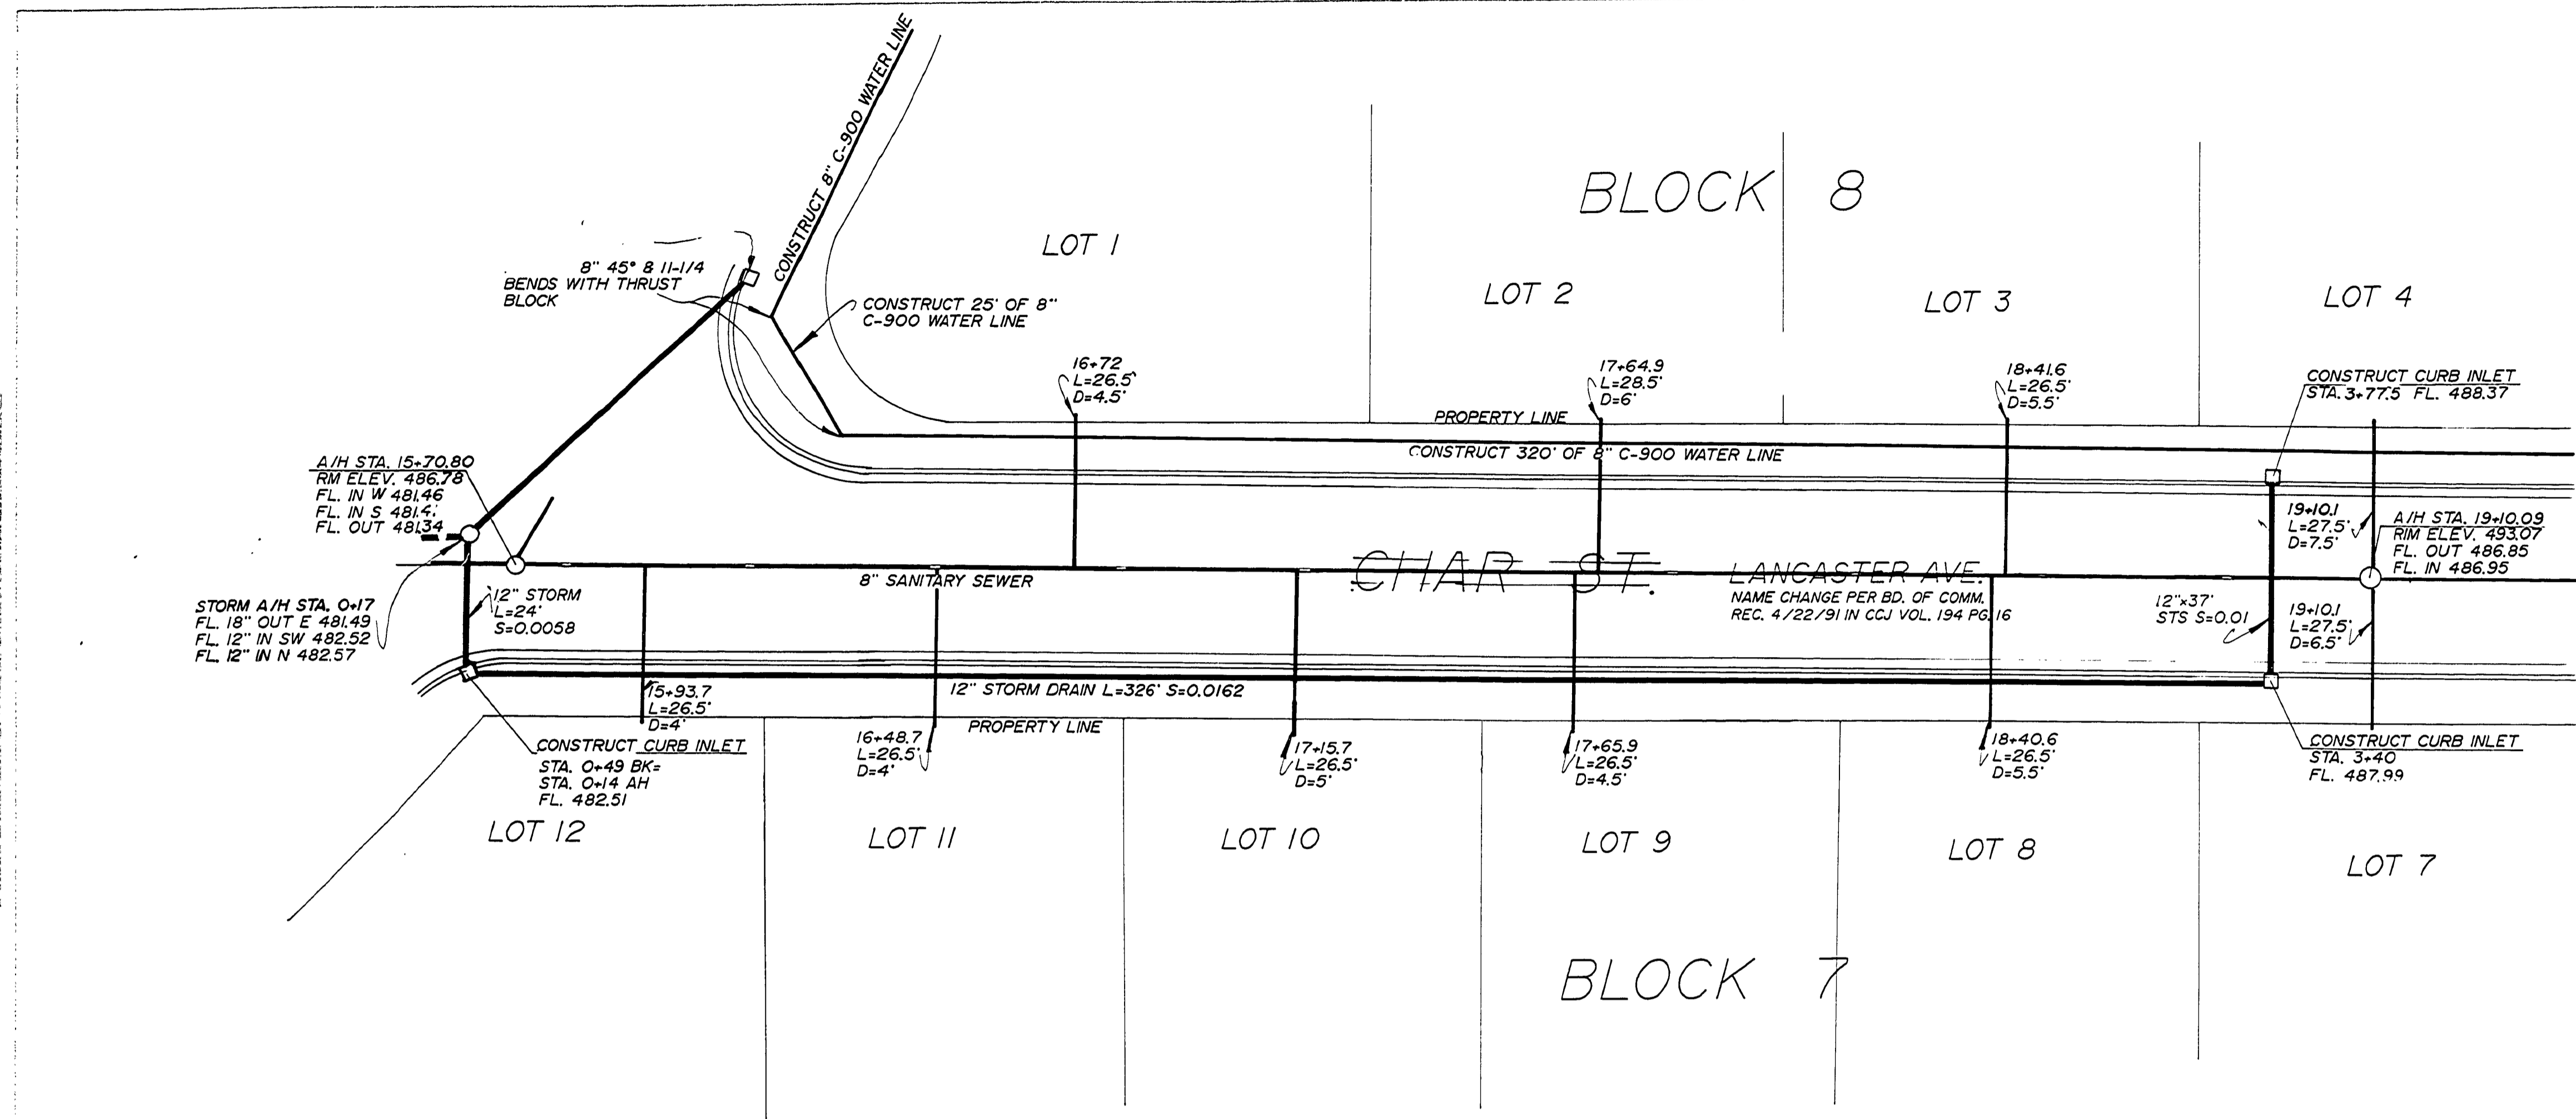 CONSTRUCT 8" C-900 WATER LINE
BLOCK 8
LOT 1
LOT 2
LOT 3
LOT 4
8" 45° & 11-1/4
BENDS WITH THRUST
BLOCK
CONSTRUCT 25' OF 8"
C-900 WATER LINE
16+72
L=26.5'
D=4.5'
17+64.9
L=28.5'
D=6'
18+41.6
L=26.5'
D=5.5'
CONSTRUCT CURB INLET
STA. 3+77.5 FL. 488.37
PROPERTY LINE
CONSTRUCT 320' OF 8" C-900 WATER LINE
A/H STA. 15+70.80
RM ELEV. 486.78
FL. IN W 481.46
FL. IN S
FL. OUT 481.34
19+10.1
L=27.5'
D=7.5'
A/H STA. 19+10.09
RIM ELEV. 493.07
FL. OUT 486.85
FL. IN 486.95
8" SANITARY SEWER
CHAR ST.
LANCASTER AVE.
NAME CHANGE PER BD. OF COMM.
REC. 4/22/91 IN CCJ VOL. 194 PG. 16
STORM A/H STA. 0+17
FL. 18" OUT E 481.49
FL. 12" IN SW 482.52
FL. 12" IN N 482.57
12" STORM
L=24'
S=0.0058
12"x37'
STS S=0.01
19+10.1
L=27.5'
D=6.5'
15+93.7
L=26.5'
D=4'
12" STORM DRAIN L=326' S=0.0162
PROPERTY LINE
CONSTRUCT CURB INLET
STA. 0+49 BK=
STA. 0+14 AH
FL. 482.51
16+48.7
L=26.5'
D=4'
17+15.7
L=26.5'
D=5'
17+65.9
L=26.5'
D=4.5'
18+40.6
L=26.5'
D=5.5'
CONSTRUCT CURB INLET
STA. 3+40
FL. 487.99
LOT 12
LOT 11
LOT 10
LOT 9
LOT 8
LOT 7
BLOCK 7